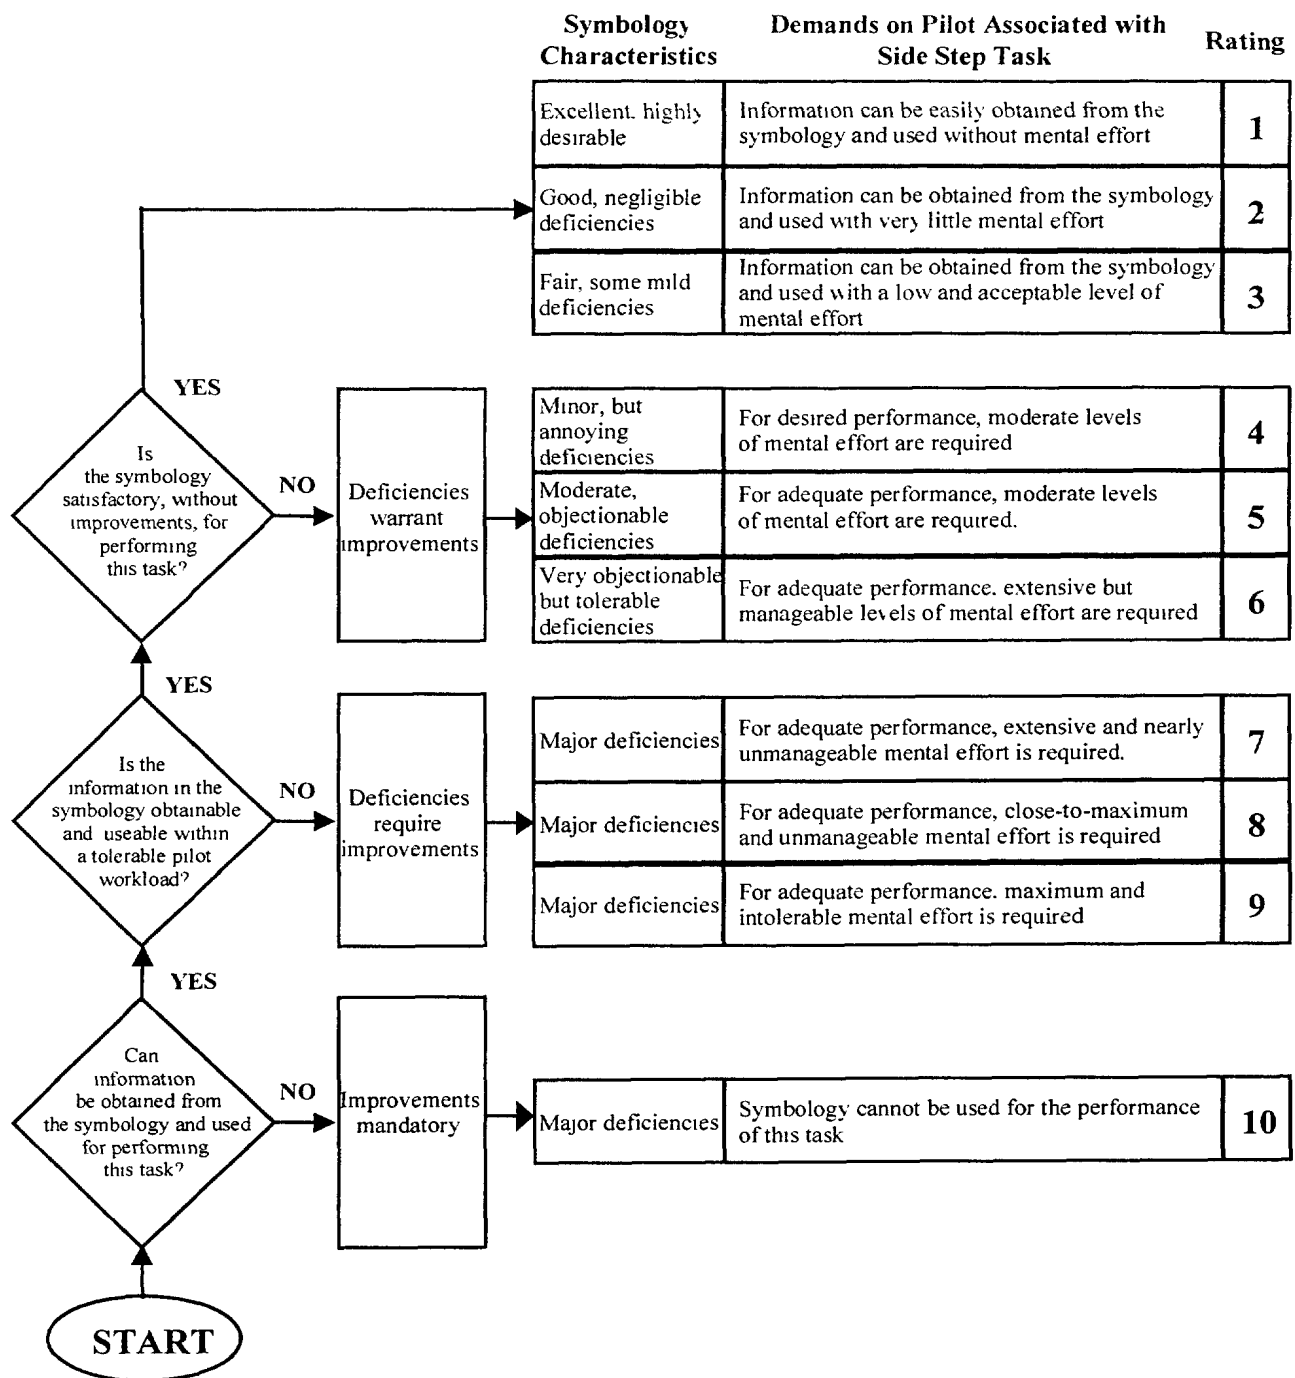 Symbology
Characteristics
Demands on Pilot Associated with
Side Step Task
Rating
Excellent. highly
desirable
Information can be easily obtained from the
symbology and used without mental effort
1
Good, negligible
deficiencies
Information can be obtained from the symbology
and used with very little mental effort
2
Fair, some mild
deficiencies
Information can be obtained from the symbology
and used with a low and acceptable level of
mental effort
3
YES
Is
the symbology
satisfactory, without
improvements, for
performing
this task?
NO
Deficiencies
warrant
improvements
Minor, but
annoying
deficiencies
For desired performance, moderate levels
of mental effort are required
4
Moderate,
objectionable
deficiencies
For adequate performance, moderate levels
of mental effort are required.
5
Very objectionable
but tolerable
deficiencies
For adequate performance. extensive but
manageable levels of mental effort are required
6
YES
Is the
information in the
symbology obtainable
and useable within
a tolerable pilot
workload?
NO
Deficiencies
require
improvements
Major deficiencies
For adequate performance, extensive and nearly
unmanageable mental effort is required.
7
Major deficiencies
For adequate performance, close-to-maximum
and unmanageable mental effort is required
8
Major deficiencies
For adequate performance. maximum and
intolerable mental effort is required
9
YES
Can
information
be obtained from
the symbology and used
for performing
this task?
NO
Improvements
mandatory
Major deficiencies
Symbology cannot be used for the performance
of this task
10
START